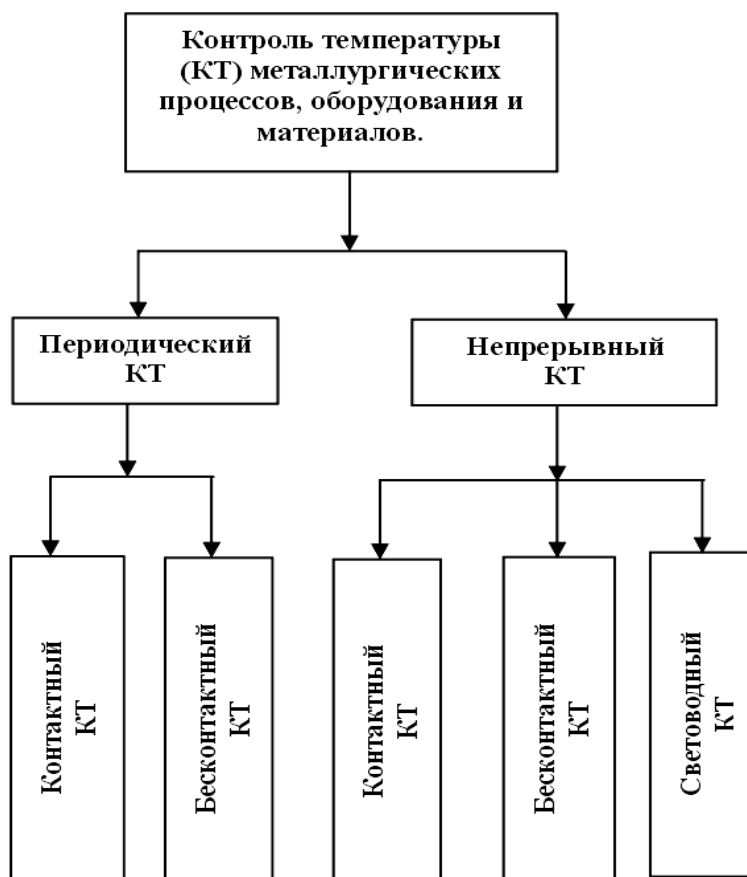 Контроль температуры
(КТ) металлургических
процессов, оборудования и
материалов.
Периодический
КТ
Непрерывный
КТ
Контактный
КТ
Бесконтактный
КТ
Контактный
КТ
Бесконтактный
КТ
Световодный
КТ